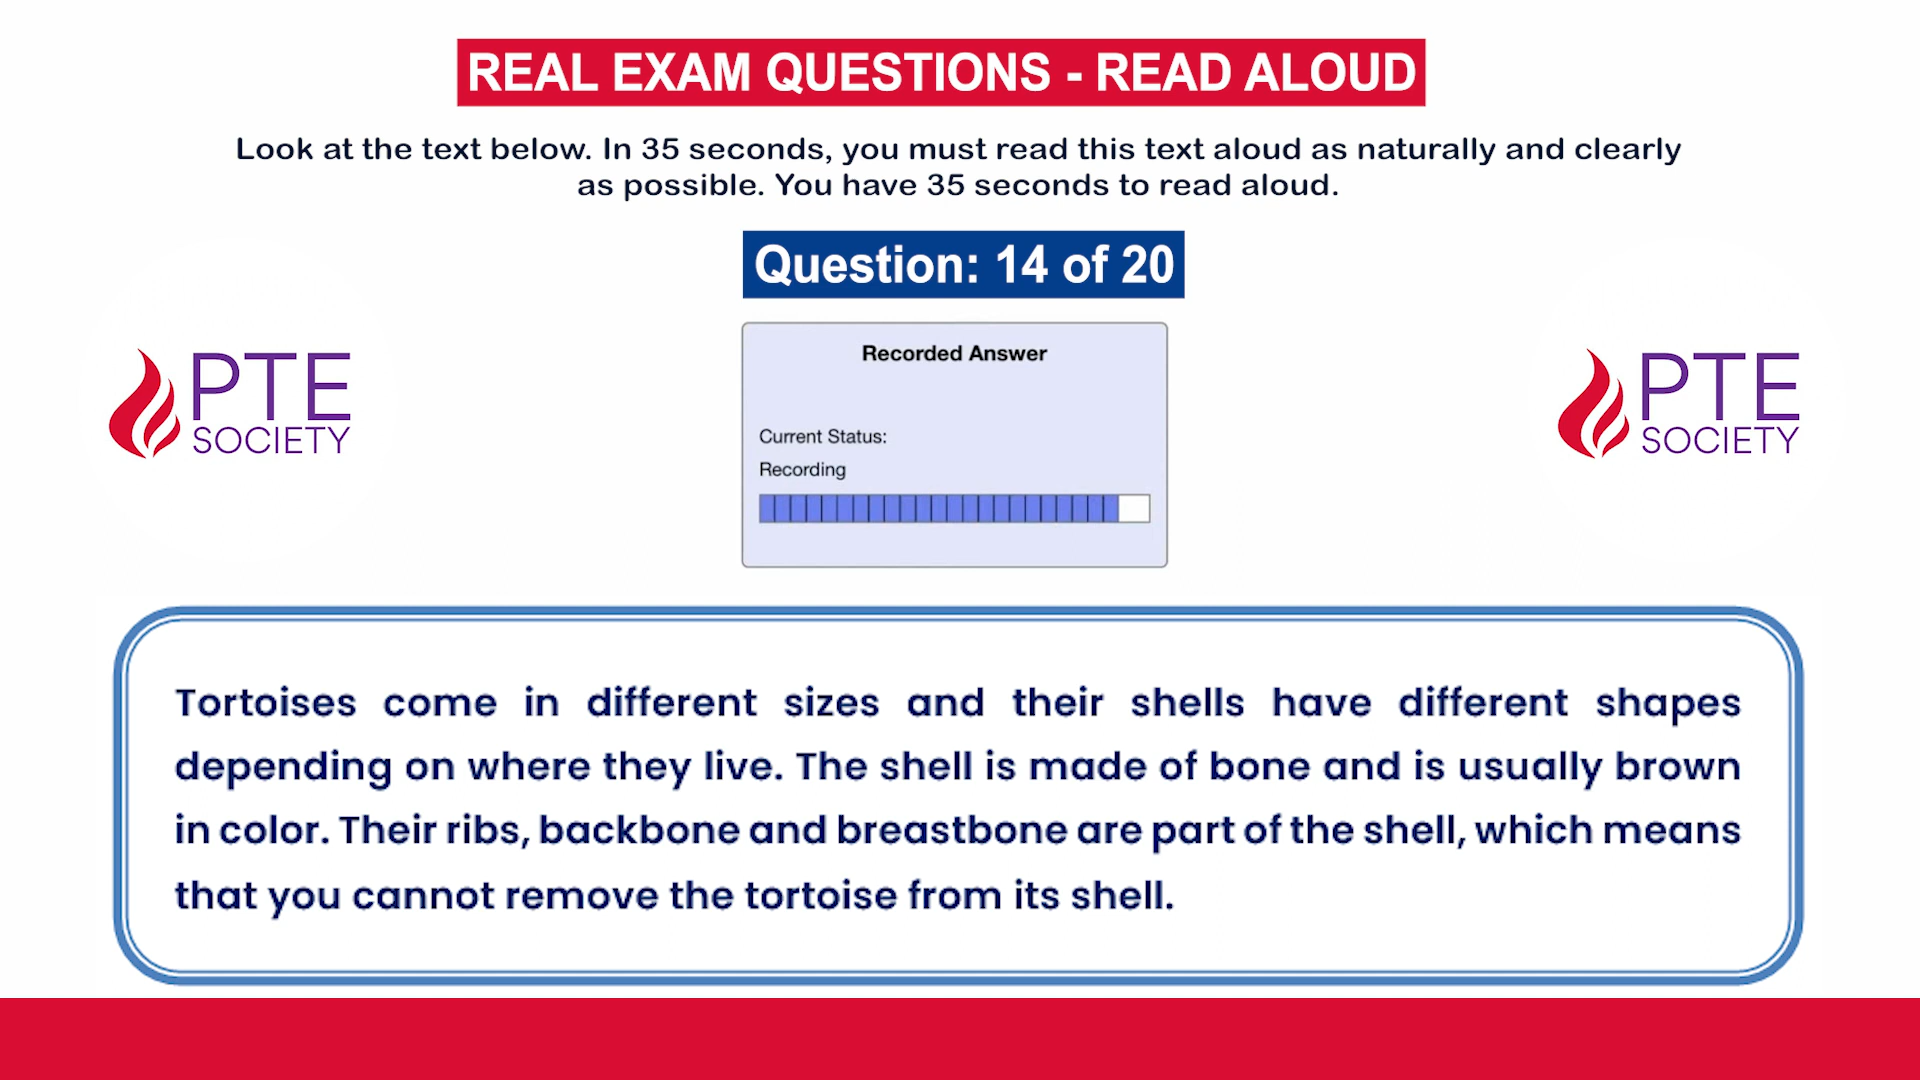 REAL EXAM QUESTIONS - READ ALOUD
Look at the text below. In 35 seconds, you must read this text aloud as naturally and clearly
as possible. You have 35 seconds to read aloud.
Question: 14 of 20
PTE
SOCIETY
Recorded Answer
Current Status:
Recording
PTE
SOCIETY
Tortoises come in different sizes and their shells have different shapes
depending on where they live. The shell is made of bone and is usually brown
in color. Their ribs, backbone and breastbone are part of the shell, which means
that you cannot remove the tortoise from its shell.